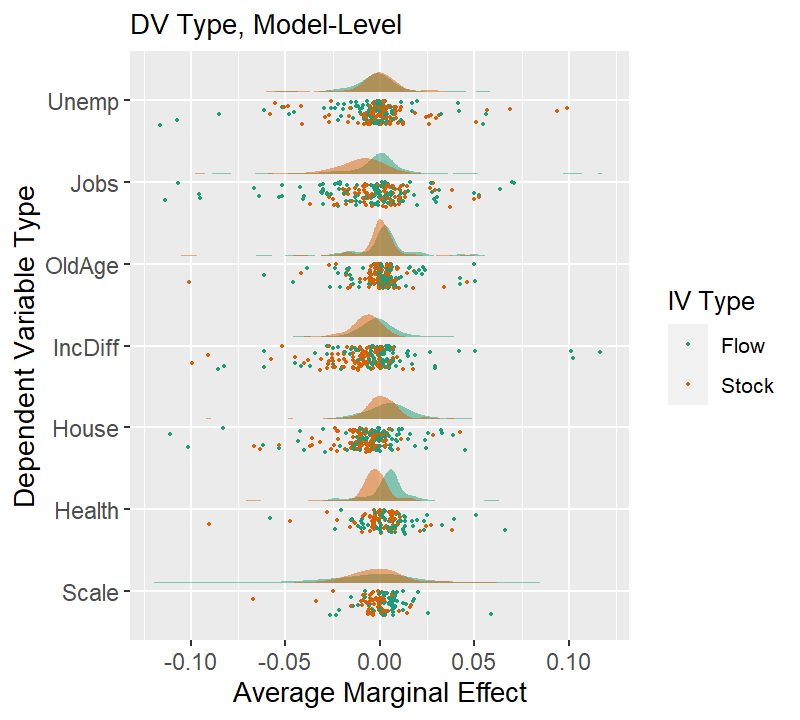 DV Type, Model-Level
Dependent Variable Type
Unemp
Jobs
OldAge
IncDiff
House
Health
Scale
-0.10
-0.05
0.00
0.05
0.10
Average Marginal Effect
IV Type
Flow
Stock